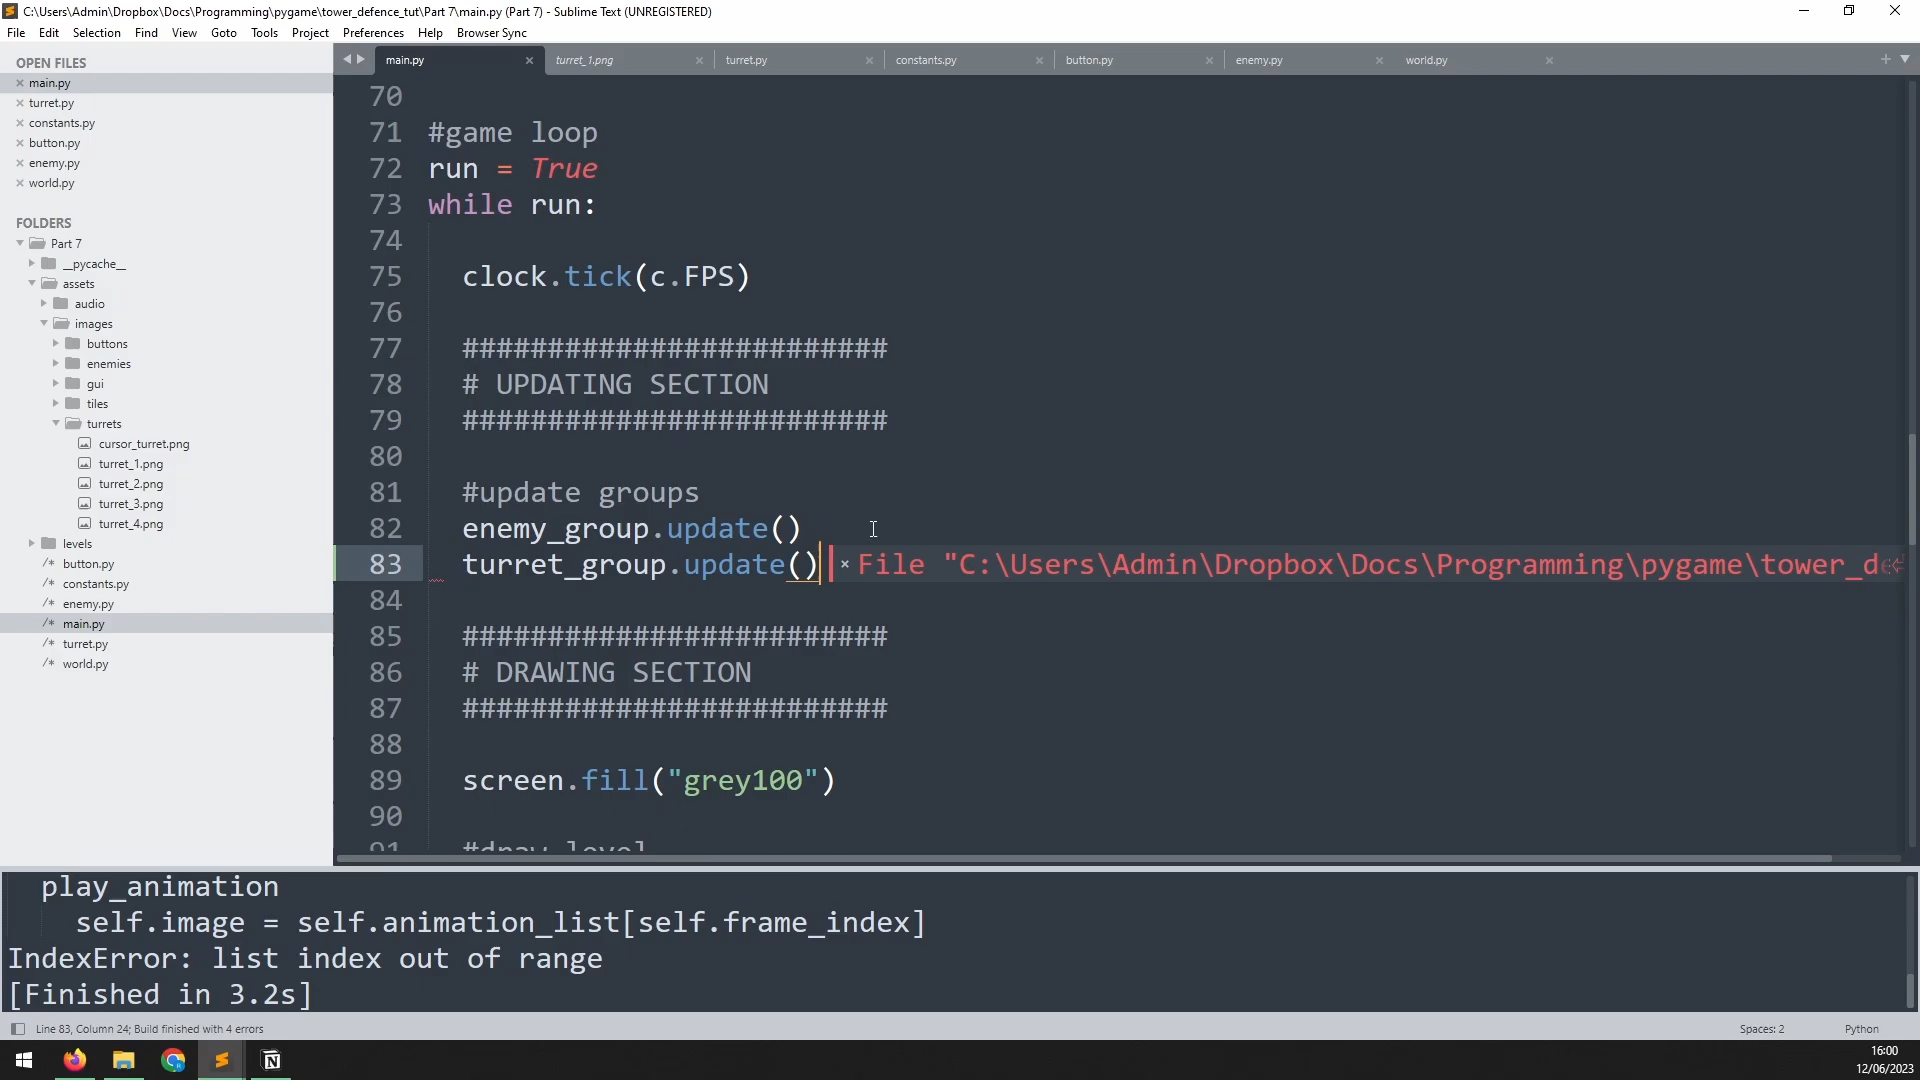 C:\Users\Admin\Dropbox\Docs\Programming\pygame\tower_defence_tut\Part 7\main.py (Part 7) - Sublime Text (UNREGISTERED)
File Edit Selection Find View Goto Tools Project Preferences Help Browser Sync
OPEN FILES
main.py
turret.py
constants.py
button.py
enemy.py
world.py
FOLDERS
Part 7
__pycache__
assets
audio
images
buttons
enemies
gui
tiles
turrets
cursor_turret.png
turret_1.png
turret_2.png
turret_3.png
turret_4.png
levels
/* button.py
/* constants.py
/* enemy.py
/* main.py
/* turret.py
/* world.py
main.py turret_1.png turret.py constants.py button.py enemy.py world.py
70
71 #game loop
72 run = True
73 while run:
74
75 clock.tick(c.FPS)
76
77 #########################
78 # UPDATING SECTION
79 #########################
80
81 #update groups
82 enemy_group.update()
83 turret_group.update() × File "C:\Users\Admin\Dropbox\Docs\Programming\pygame\tower_de
84
85 #########################
86 # DRAWING SECTION
87 #########################
88
89 screen.fill("grey100")
90
91 #draw level
play_animation
self.image = self.animation_list[self.frame_index]
IndexError: list index out of range
[Finished in 3.2s]
Line 83, Column 24; Build finished with 4 errors
Spaces: 2 Python
16:00
12/06/2023